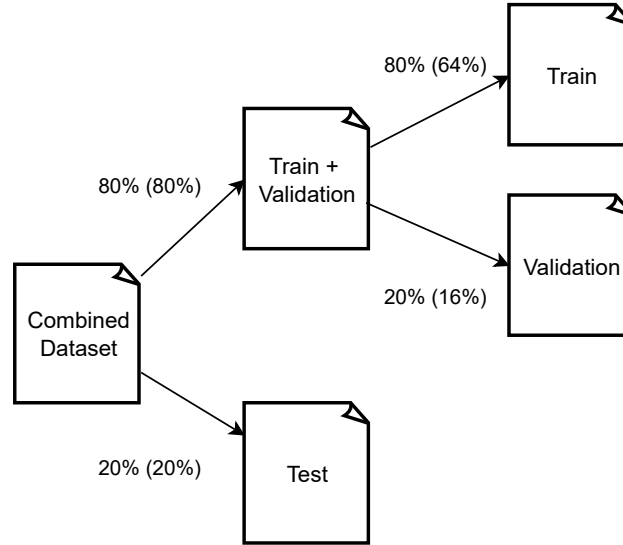 80% (64%)
Train
Train +
Validation
80% (80%)
Validation
20% (16%)
Combined
Dataset
20% (20%)
Test